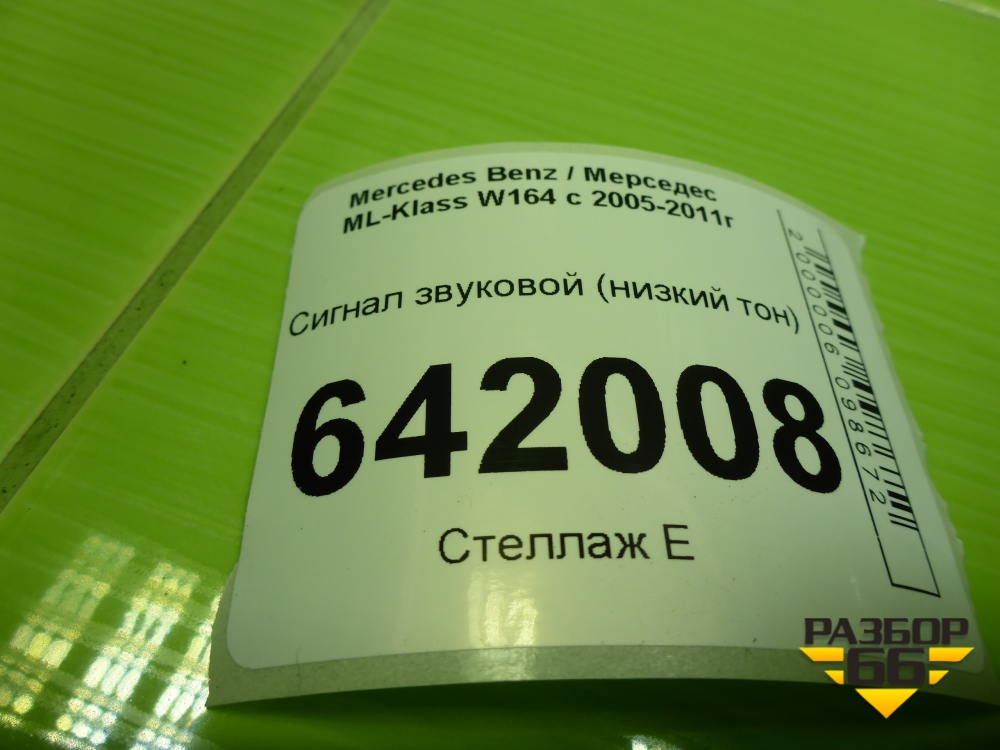 Mercedes Benz / Мерседес
ML-Klass W164 с 2005-2011г
Сигнал звуковой (низкий тон)
642008
Стеллаж Е
2000006098672
РАЗБОР
66